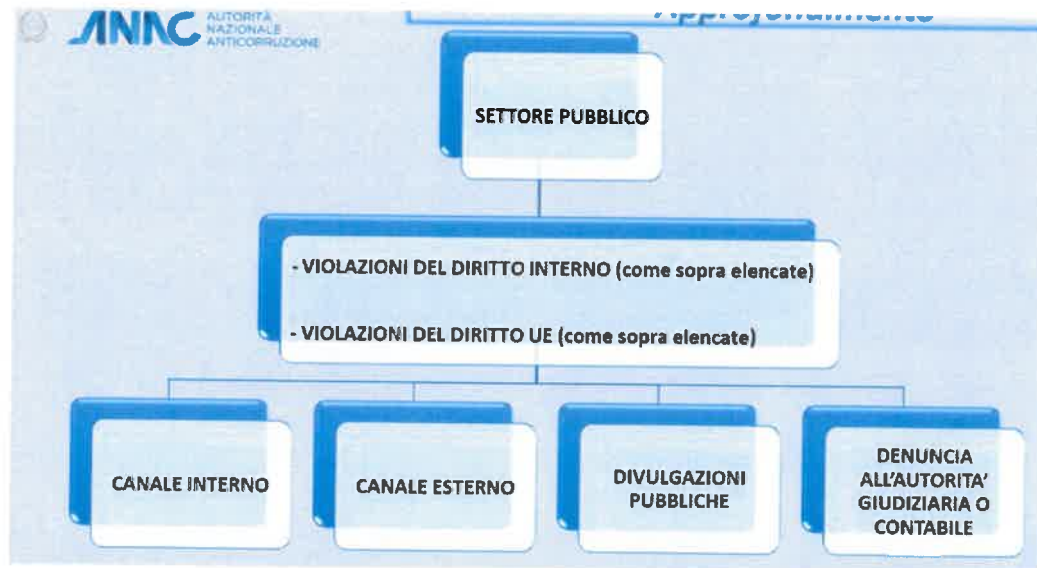 ANAC
AUTORITÀ
NAZIONALE
ANTICORRUZIONE
Approfondimento
SETTORE PUBBLICO
- VIOLAZIONI DEL DIRITTO INTERNO (come sopra elencate)
- VIOLAZIONI DEL DIRITTO UE (come sopra elencate)
CANALE INTERNO
CANALE ESTERNO
DIVULGAZIONI
PUBBLICHE
DENUNCIA
ALL'AUTORITA'
GIUDIZIARIA O
CONTABILE